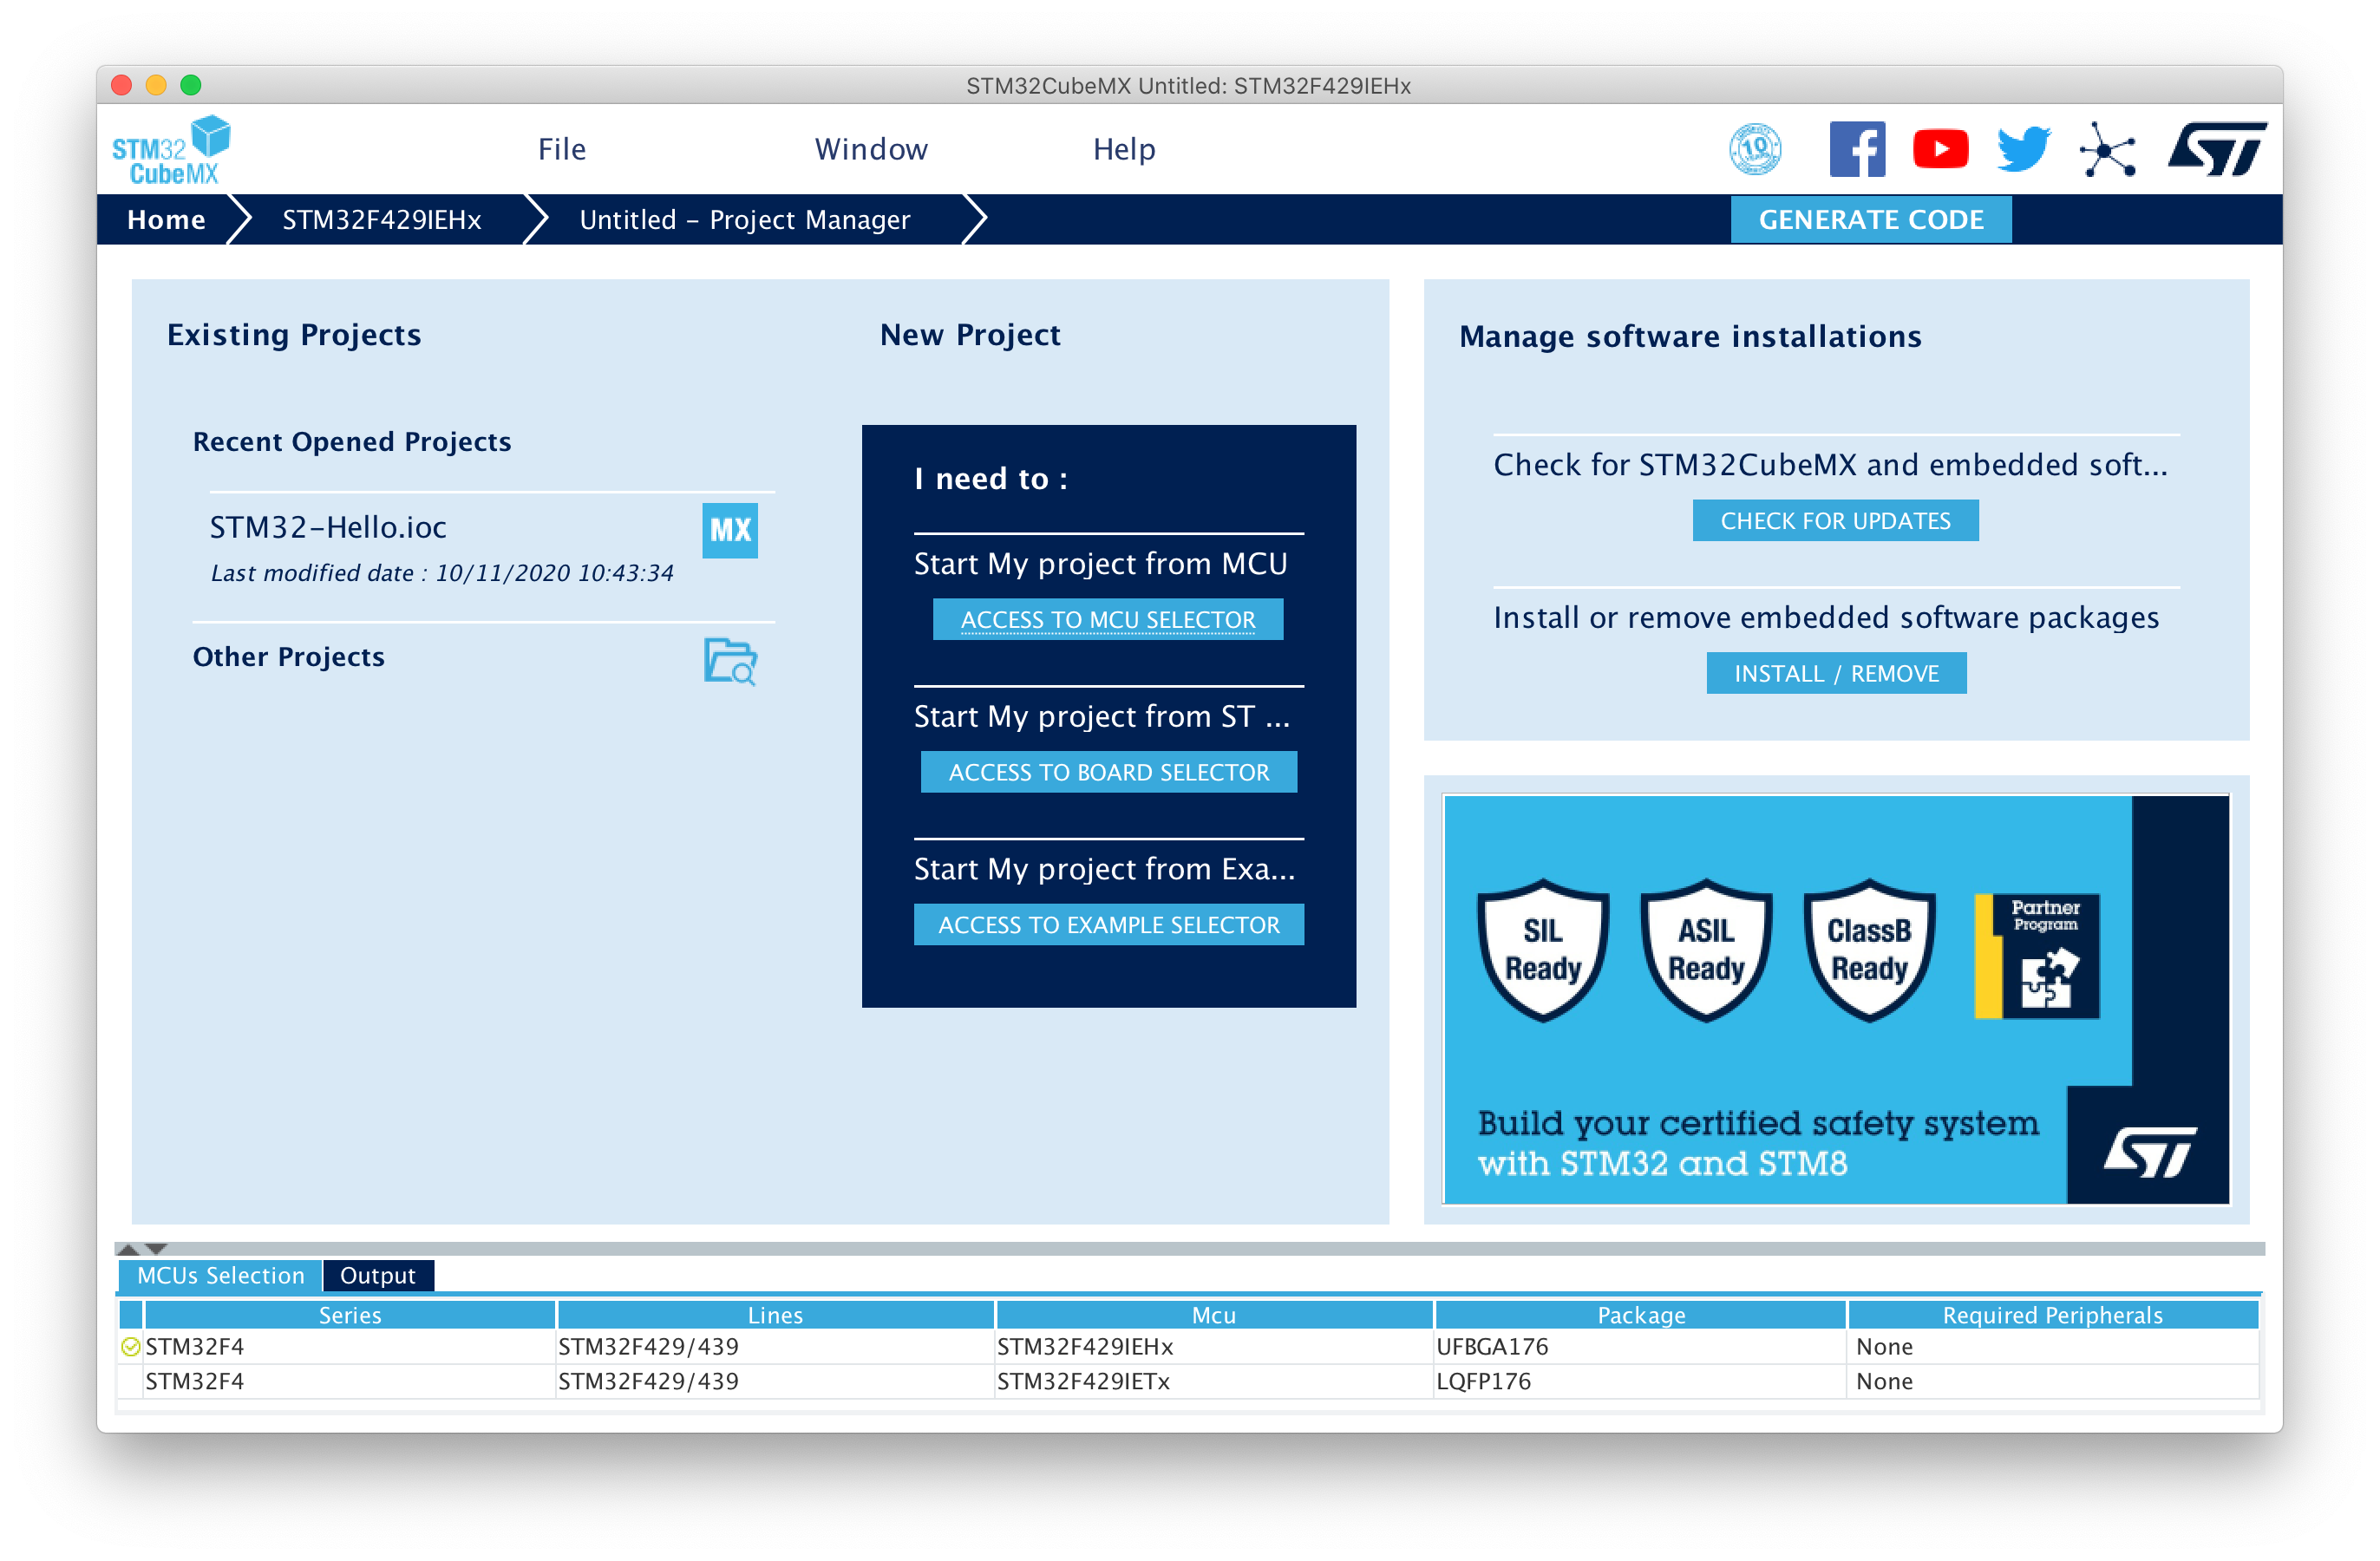 STM32CubeMX Untitled: STM32F429IEHx
STM32
CubeMX
File
Window
Help
10
Home
STM32F429IEHx
Untitled – Project Manager
GENERATE CODE
Existing Projects
Recent Opened Projects
STM32–Hello.ioc
MX
Last modified date : 10/11/2020 10:43:34
Other Projects
New Project
I need to :
Start My project from MCU
ACCESS TO MCU SELECTOR
Start My project from ST ...
ACCESS TO BOARD SELECTOR
Start My project from Exa...
ACCESS TO EXAMPLE SELECTOR
Manage software installations
Check for STM32CubeMX and embedded soft...
CHECK FOR UPDATES
Install or remove embedded software packages
INSTALL / REMOVE
SIL
Ready
ASIL
Ready
ClassB
Ready
Partner
Program
Build your certified safety system
with STM32 and STM8
ST
MCUs Selection
Output
Series Lines Mcu Package Required Peripherals
STM32F4 STM32F429/439 STM32F429IEHx UFBGA176 None
STM32F4 STM32F429/439 STM32F429IETx LQFP176 None